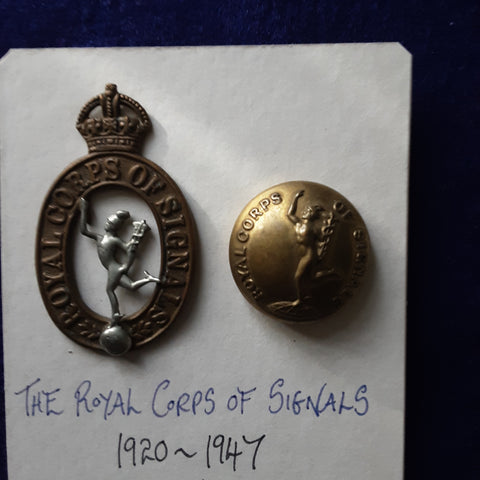 ROYAL CORPS OF SIGNALS
ROYAL CORPS OF SIGNALS
THE ROYAL CORPS OF SIGNALS
1920~1947